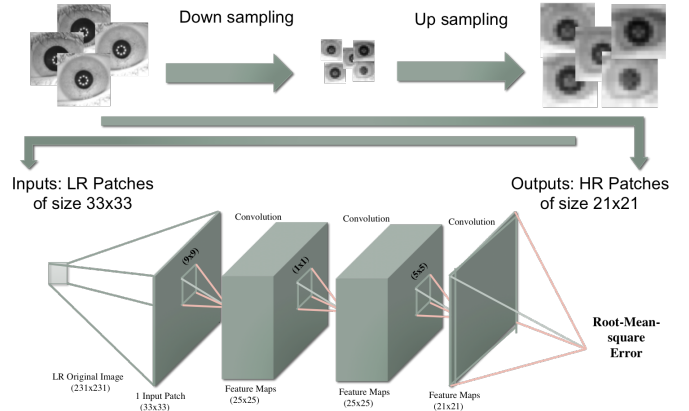 Down sampling
Up sampling
Inputs: LR Patches
of size 33x33
Outputs: HR Patches
of size 21x21
Convolution
Convolution
Convolution
(9x9)
(1x1)
(5x5)
Root-Mean-
square
Error
LR Original Image
(231x231)
1 Input Patch
(33x33)
Feature Maps
(25x25)
Feature Maps
(25x25)
Feature Maps
(21x21)